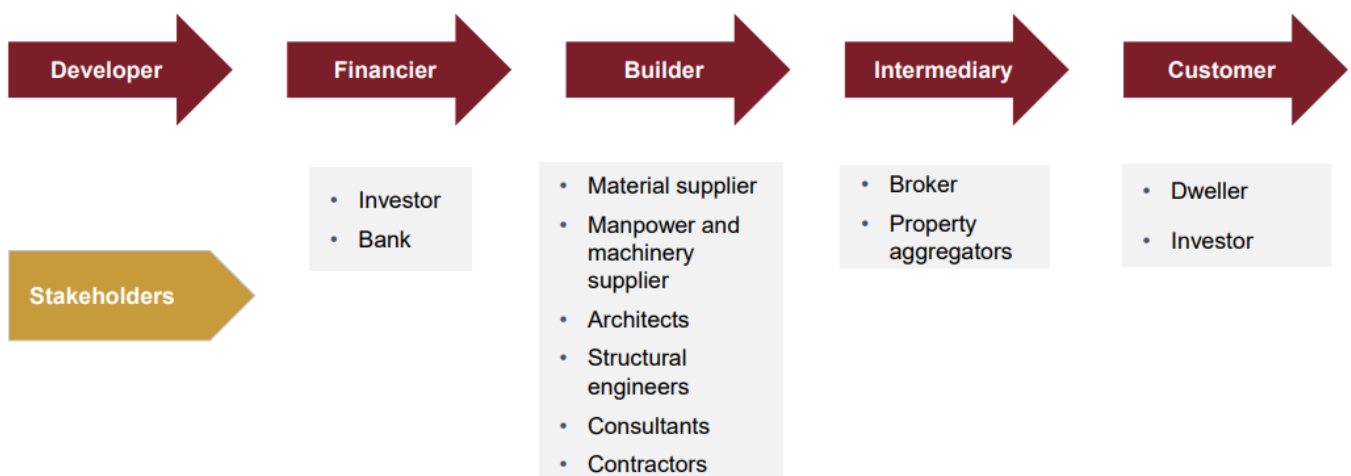 Developer
Financier
Builder
Intermediary
Customer
Stakeholders
• Investor
• Bank
• Material supplier
• Manpower and
machinery
supplier
• Architects
• Structural
engineers
• Consultants
• Contractors
• Broker
• Property
aggregators
• Dweller
• Investor